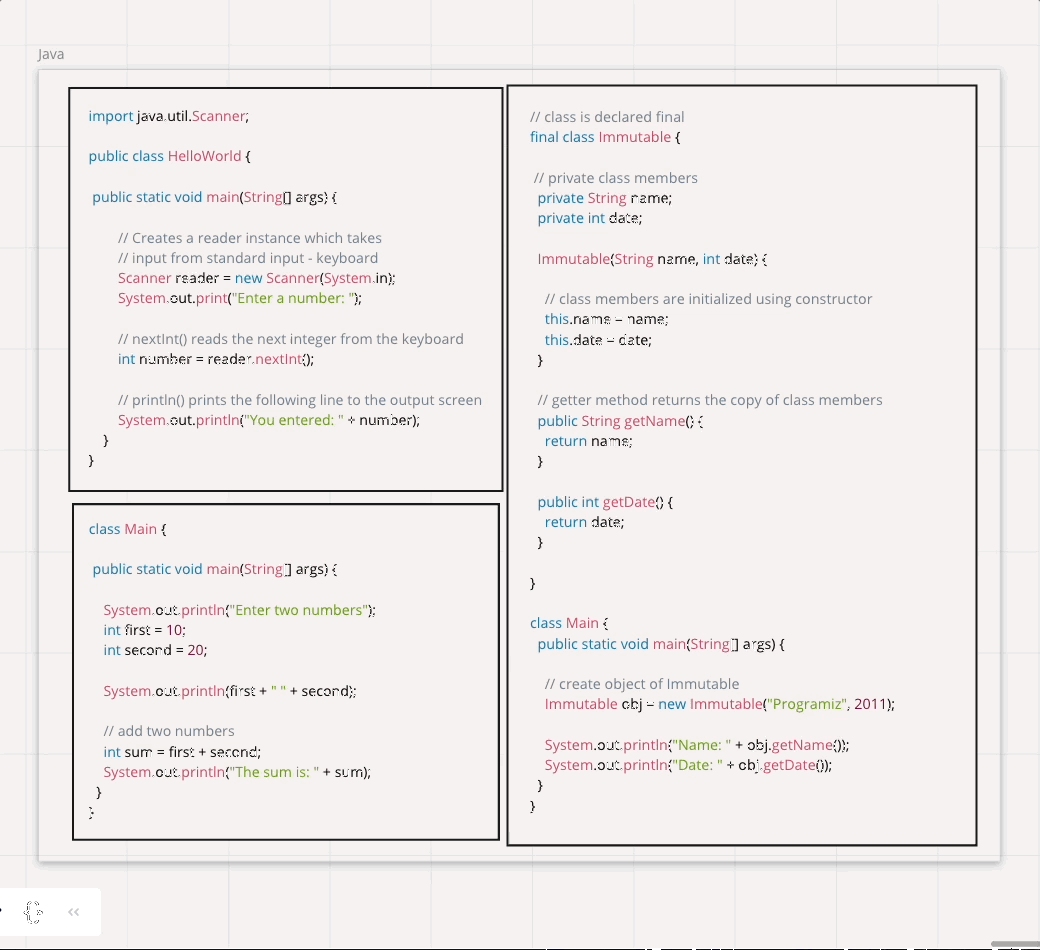 Java
import java.util.Scanner;
public class HelloWorld {
public static void main(String[] args) {
// Creates a reader instance which takes
// input from standard input - keyboard
Scanner reader = new Scanner(System.in);
System.out.print("Enter a number: ");
// nextInt() reads the next integer from the keyboard
int number = reader.nextInt();
// println() prints the following line to the output screen
System.out.println("You entered: " + number);
}
}
class Main {
public static void main(String[] args) {
System.out.println("Enter two numbers");
int first = 10;
int second = 20;
System.out.println(first + " " + second);
// add two numbers
int sum = first + second;
System.out.println("The sum is: " + sum);
}
}
// class is declared final
final class Immutable {
// private class members
private String name;
private int date;
Immutable(String name, int date) {
// class members are initialized using constructor
this.name = name;
this.date = date;
}
// getter method returns the copy of class members
public String getName() {
return name;
}
public int getDate() {
return date;
}
}
class Main {
public static void main(String[] args) {
// create object of Immutable
Immutable obj = new Immutable("Programiz", 2011);
System.out.println("Name: " + obj.getName());
System.out.println("Date: " + obj.getDate());
}
}